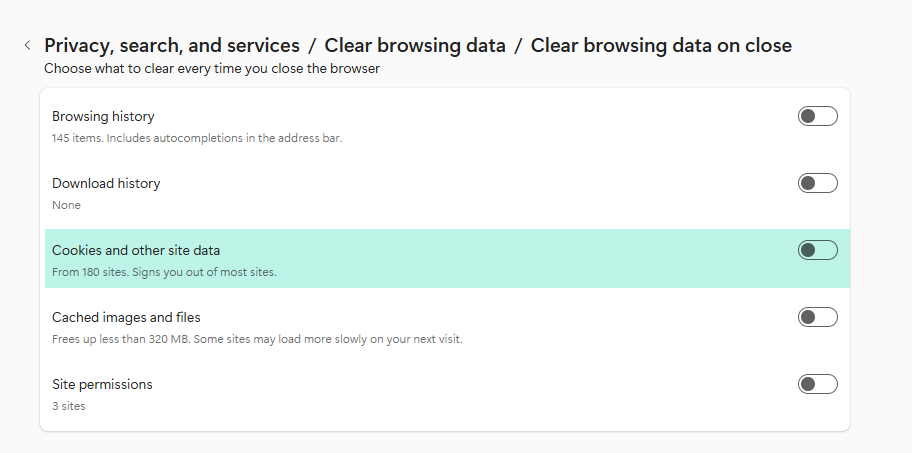 Privacy, search, and services / Clear browsing data / Clear browsing data on close
Choose what to clear every time you close the browser
Browsing history
145 items. Includes autocompletions in the address bar.
Download history
None
Cookies and other site data
From 180 sites. Signs you out of most sites.
Cached images and files
Frees up less than 320 MB. Some sites may load more slowly on your next visit.
Site permissions
3 sites